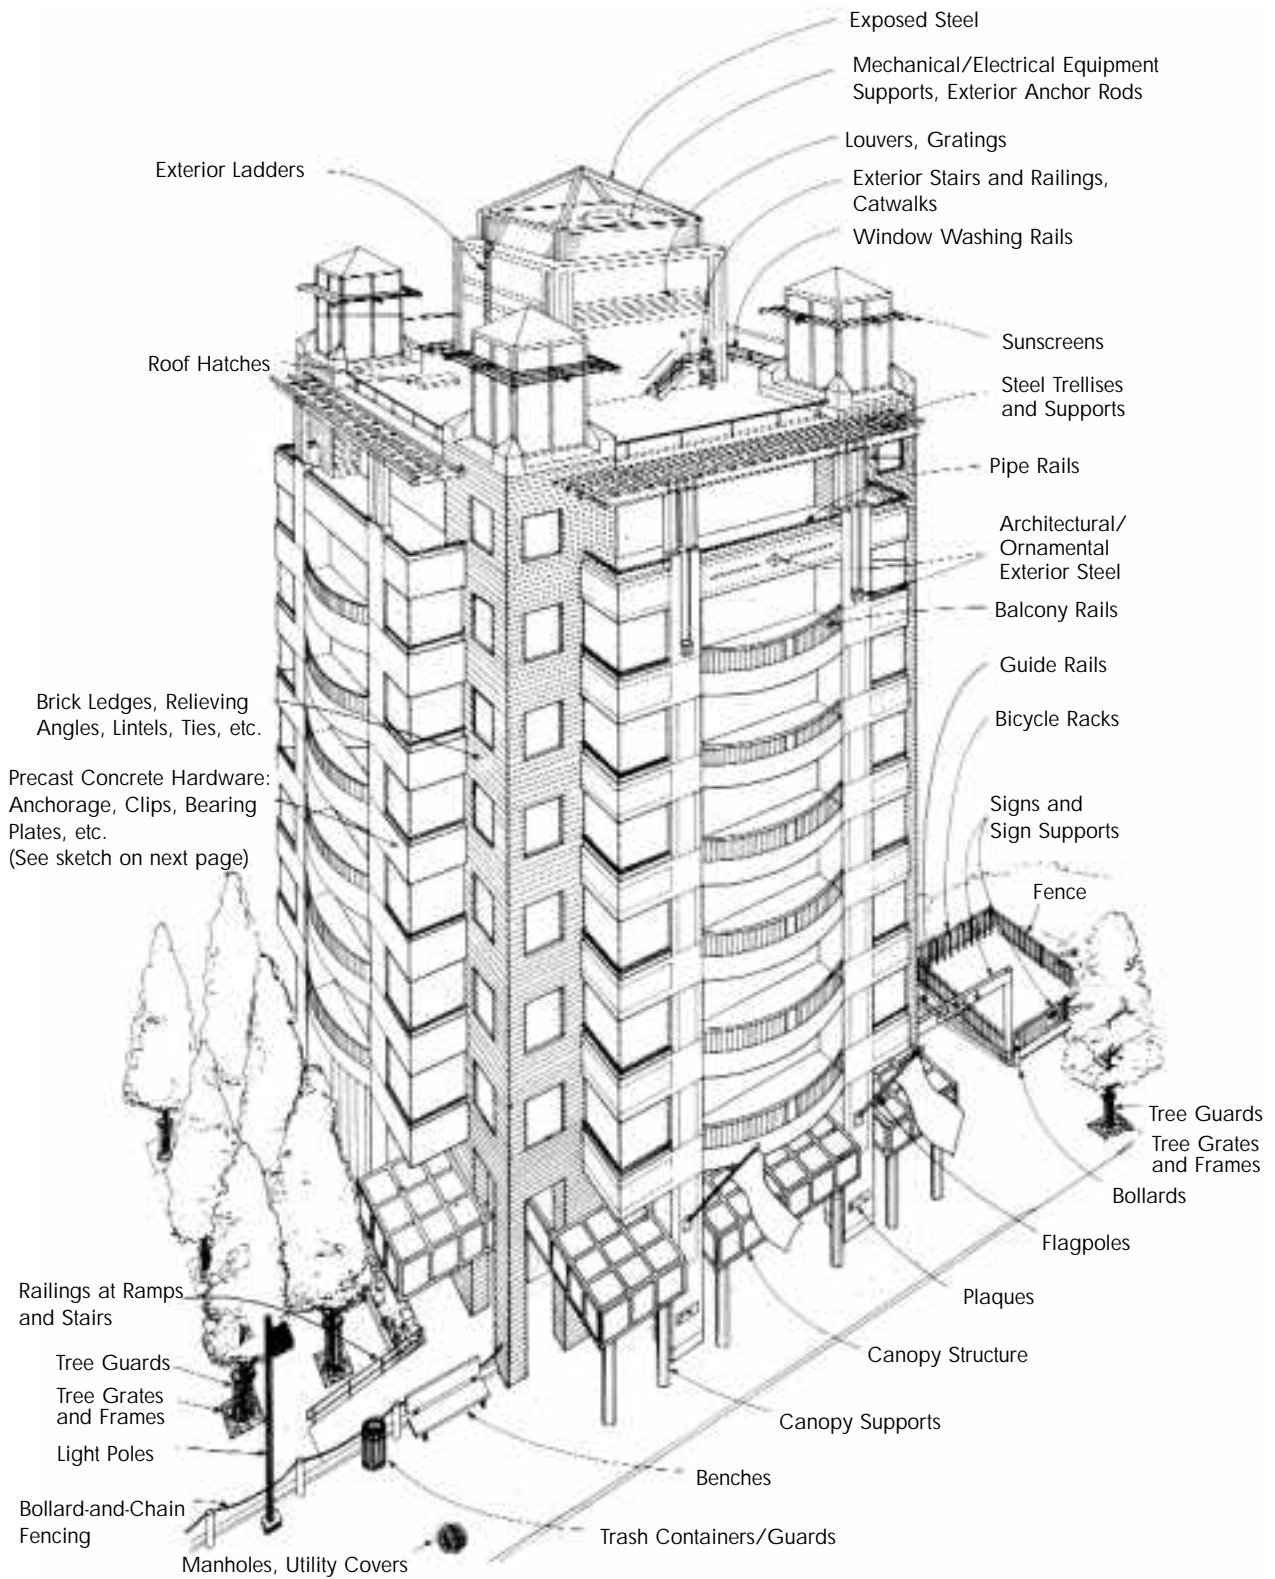 Exposed Steel
Mechanical/Electrical Equipment
Supports, Exterior Anchor Rods
Louvers, Gratings
Exterior Ladders
Exterior Stairs and Railings,
Catwalks
Window Washing Rails
Sunscreens
Roof Hatches
Steel Trellises
and Supports
Pipe Rails
Architectural/
Ornamental
Exterior Steel
Balcony Rails
Guide Rails
Brick Ledges, Relieving
Angles, Lintels, Ties, etc.
Bicycle Racks
Precast Concrete Hardware:
Anchorage, Clips, Bearing
Plates, etc.
(See sketch on next page)
Signs and
Sign Supports
Fence
Tree Guards
Tree Grates
and Frames
Bollards
Flagpoles
Railings at Ramps
and Stairs
Plaques
Canopy Structure
Tree Guards
Tree Grates
and Frames
Canopy Supports
Light Poles
Benches
Bollard-and-Chain
Fencing
Trash Containers/Guards
Manholes, Utility Covers